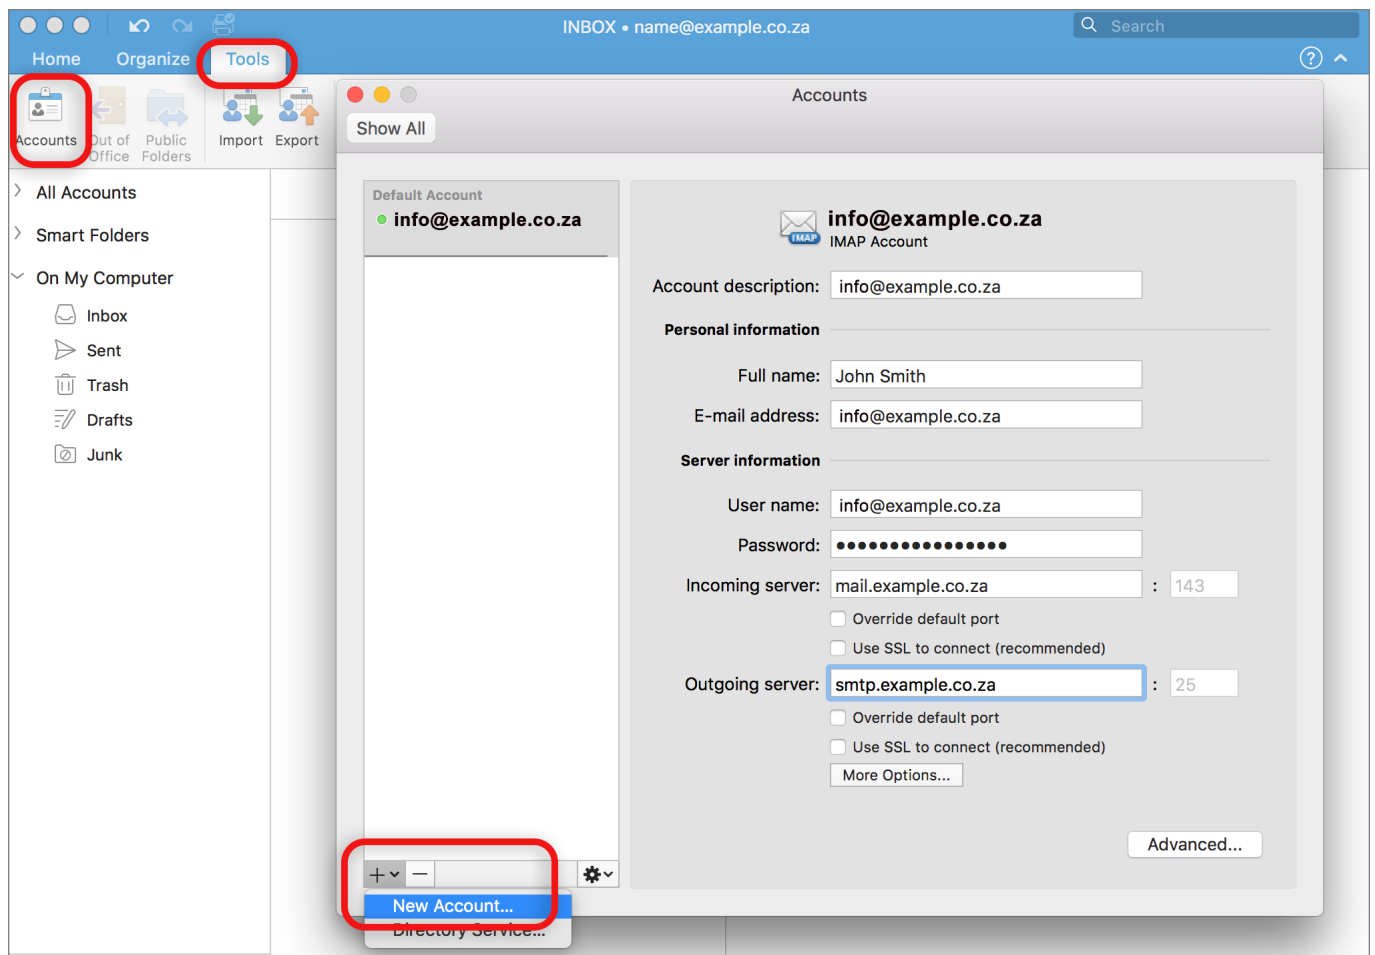 INBOX • name@example.co.za
Search
Home
Organize
Tools
?
Accounts
Out of
Office
Public
Folders
Import
Export
Accounts
Show All
All Accounts
Smart Folders
On My Computer
Inbox
Sent
Trash
Drafts
Junk
Default Account
info@example.co.za
IMAP
info@example.co.za
IMAP Account
Account description: info@example.co.za
Personal information
Full name: John Smith
E-mail address: info@example.co.za
Server information
User name: info@example.co.za
Password: ••••••••••••••••
Incoming server: mail.example.co.za : 143
Override default port
Use SSL to connect (recommended)
Outgoing server: smtp.example.co.za : 25
Override default port
Use SSL to connect (recommended)
More Options...
Advanced...
New Account...
Directory Service...